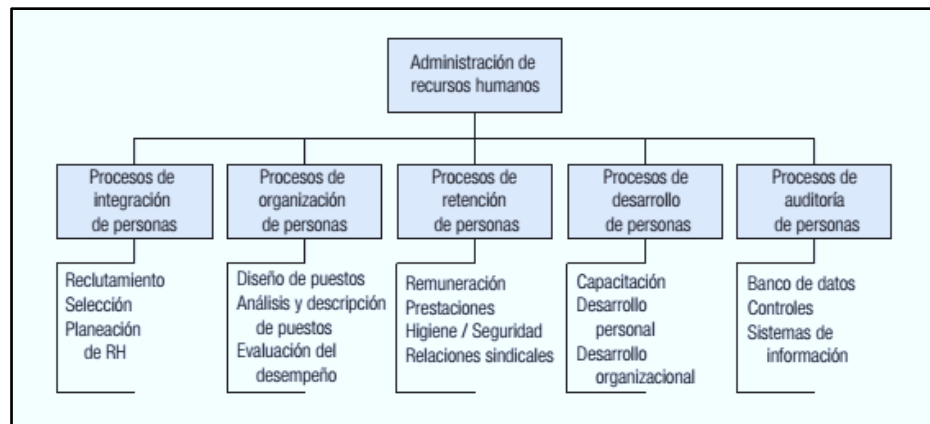 Administración de
recursos humanos
Procesos de
integración
de personas
Procesos de
organización
de personas
Procesos de
retención
de personas
Procesos de
desarrollo
de personas
Procesos de
auditoría
de personas
Reclutamiento
Selección
Planeación
de RH
Diseño de puestos
Análisis y descripción
de puestos
Evaluación del
desempeño
Remuneración
Prestaciones
Higiene / Seguridad
Relaciones sindicales
Capacitación
Desarrollo
personal
Desarrollo
organizacional
Banco de datos
Controles
Sistemas de
información